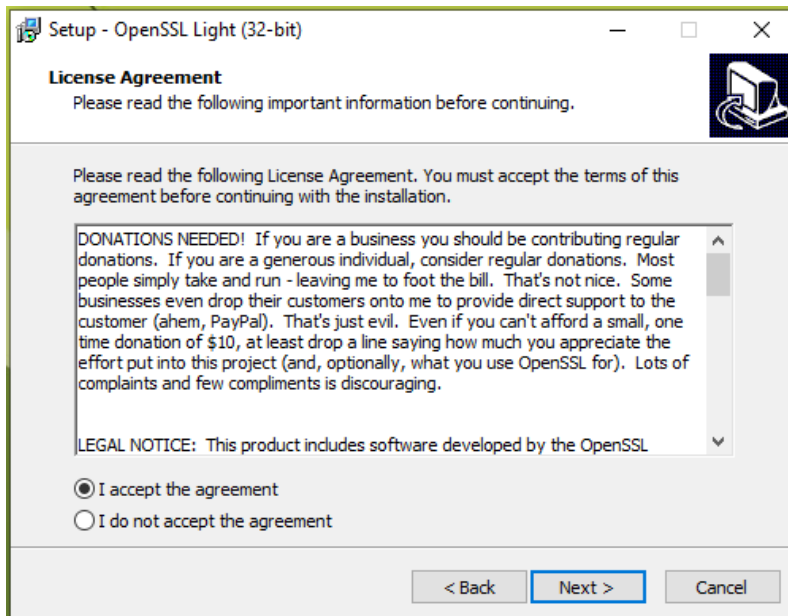 Setup - OpenSSL Light (32-bit)
License Agreement
Please read the following important information before continuing.
Please read the following License Agreement. You must accept the terms of this
agreement before continuing with the installation.
DONATIONS NEEDED!  If you are a business you should be contributing regular
donations.  If you are a generous individual, consider regular donations.  Most
people simply take and run - leaving me to foot the bill.  That's not nice.  Some
businesses even drop their customers onto me to provide direct support to the
customer (ahem, PayPal).  That's just evil.  Even if you can't afford a small, one
time donation of $10, at least drop a line saying how much you appreciate the
effort put into this project (and, optionally, what you use OpenSSL for).  Lots of
complaints and few compliments is discouraging.
LEGAL NOTICE:  This product includes software developed by the OpenSSL
I accept the agreement
I do not accept the agreement
< Back
Next >
Cancel